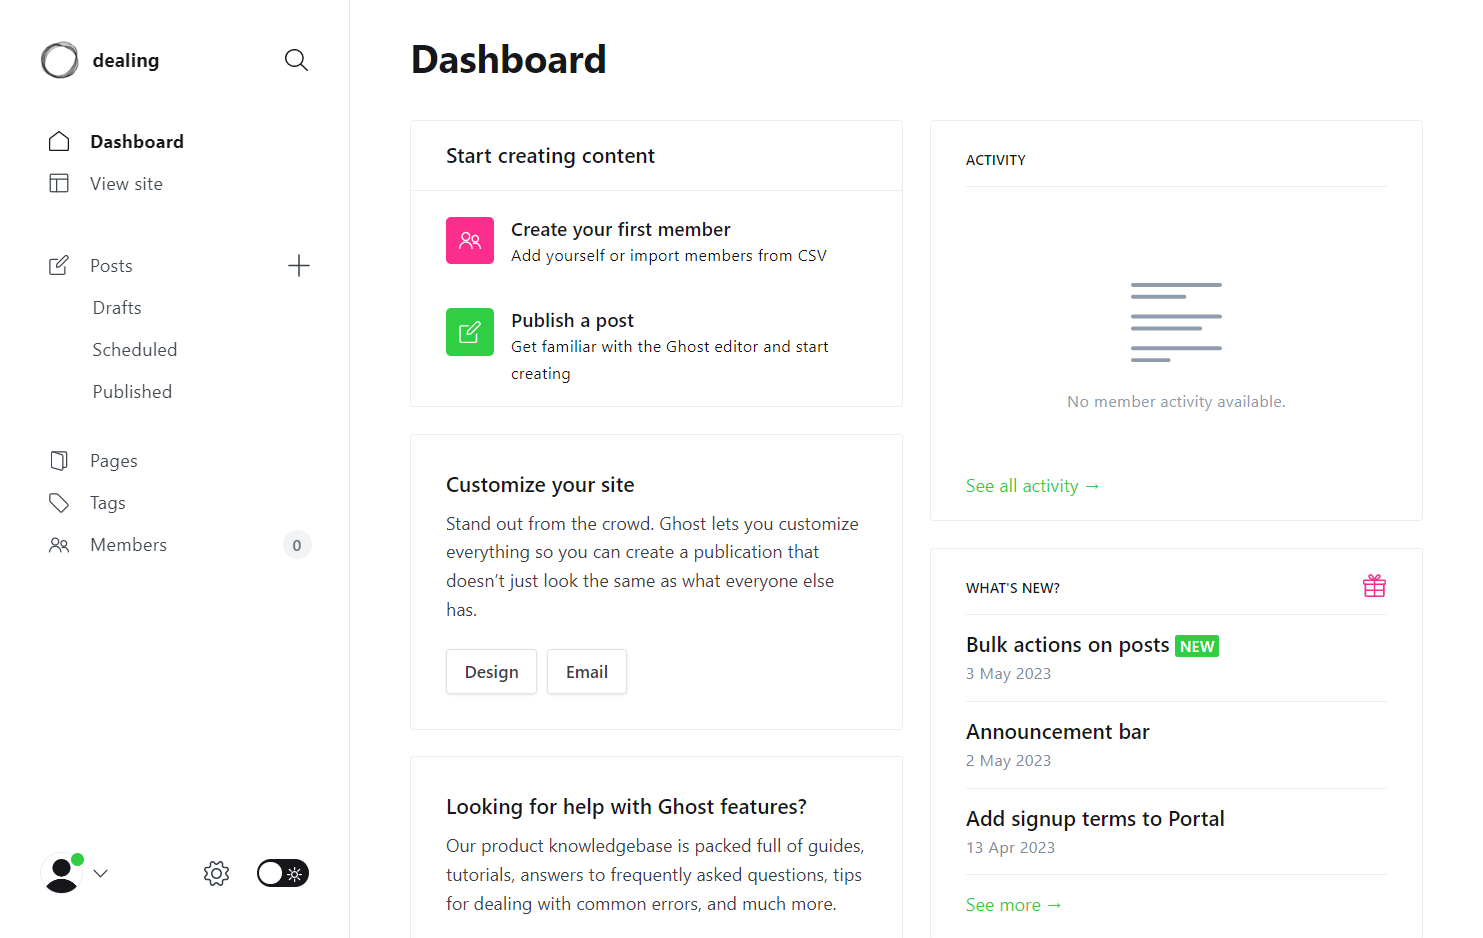 dealing
Dashboard
View site
Posts
Drafts
Scheduled
Published
Pages
Tags
Members
0
Dashboard
Start creating content
Create your first member
Add yourself or import members from CSV
Publish a post
Get familiar with the Ghost editor and start
creating
Customize your site
Stand out from the crowd. Ghost lets you customize
everything so you can create a publication that
doesn’t just look the same as what everyone else
has.
Design
Email
Looking for help with Ghost features?
Our product knowledgebase is packed full of guides,
tutorials, answers to frequently asked questions, tips
for dealing with common errors, and much more.
ACTIVITY
No member activity available.
See all activity →
WHAT'S NEW?
Bulk actions on posts NEW
3 May 2023
Announcement bar
2 May 2023
Add signup terms to Portal
13 Apr 2023
See more →